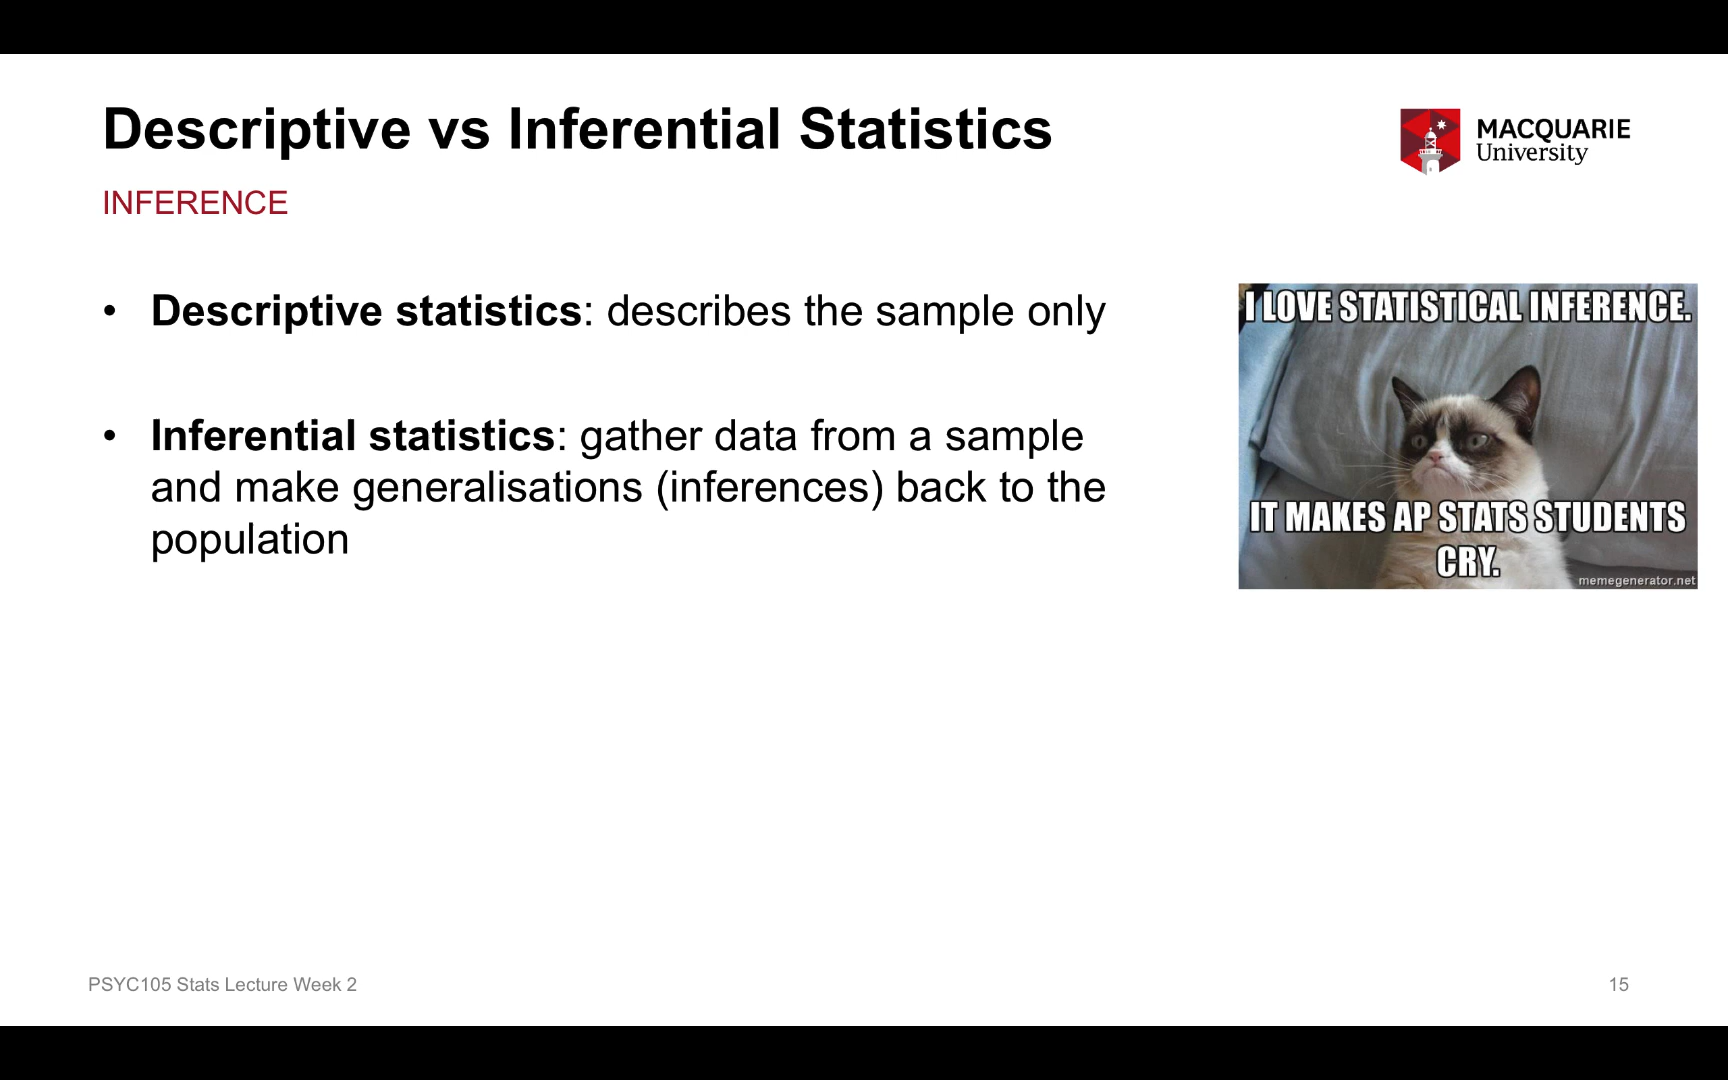 Descriptive vs Inferential Statistics
MACQUARIE
University
INFERENCE
• Descriptive statistics: describes the sample only
• Inferential statistics: gather data from a sample
and make generalisations (inferences) back to the
population
I LOVE STATISTICAL INFERENCE.
IT MAKES AP STATS STUDENTS
CRY.
memegenerator.net
PSYC105 Stats Lecture Week 2
15